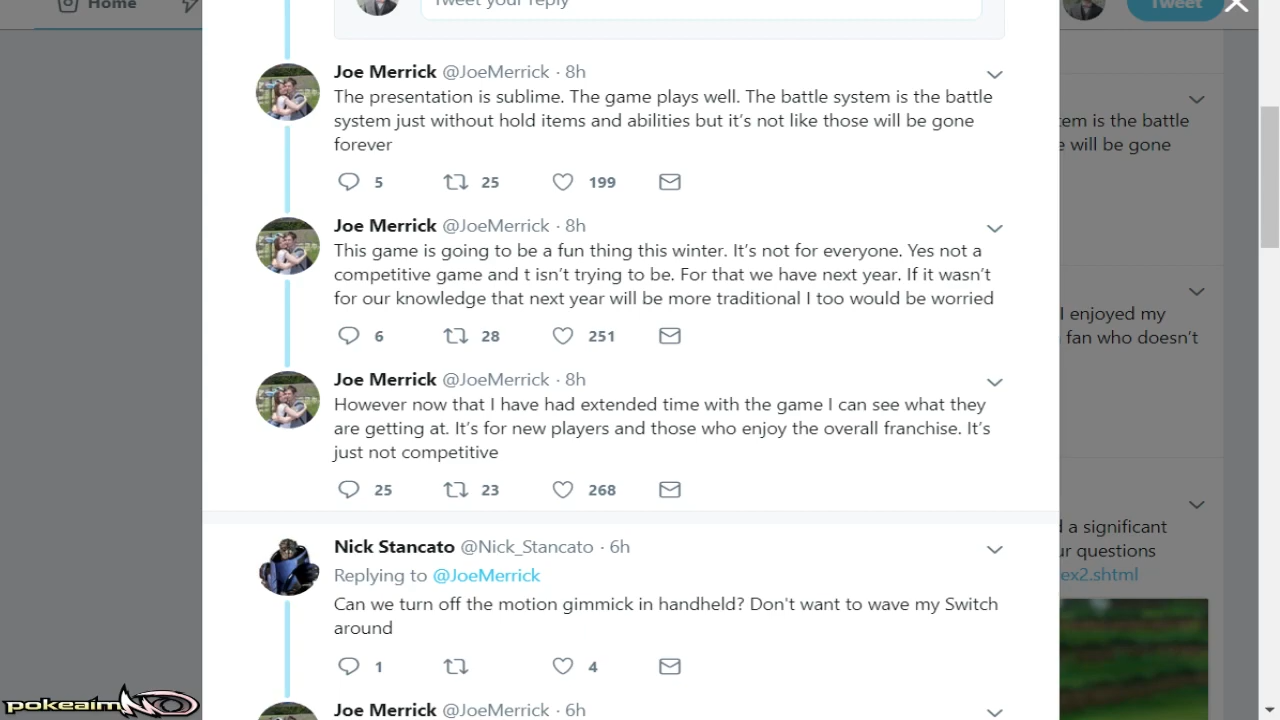 Home
Tweet your reply
Tweet
Joe Merrick @JoeMerrick · 8h
The presentation is sublime. The game plays well. The battle system is the battle
system just without hold items and abilities but it's not like those will be gone
forever
5 25 199
Joe Merrick @JoeMerrick · 8h
This game is going to be a fun thing this winter. It's not for everyone. Yes not a
competitive game and t isn't trying to be. For that we have next year. If it wasn't
for our knowledge that next year will be more traditional I too would be worried
6 28 251
Joe Merrick @JoeMerrick · 8h
However now that I have had extended time with the game I can see what they
are getting at. It's for new players and those who enjoy the overall franchise. It's
just not competitive
25 23 268
Nick Stancato @Nick_Stancato · 6h
Replying to @JoeMerrick
Can we turn off the motion gimmick in handheld? Don't want to wave my Switch
around
1 4
Joe Merrick @JoeMerrick · 6h
tem is the battle
e will be gone
I enjoyed my
fan who doesn't
d a significant
ur questions
ex2.shtml
pokeaimMD